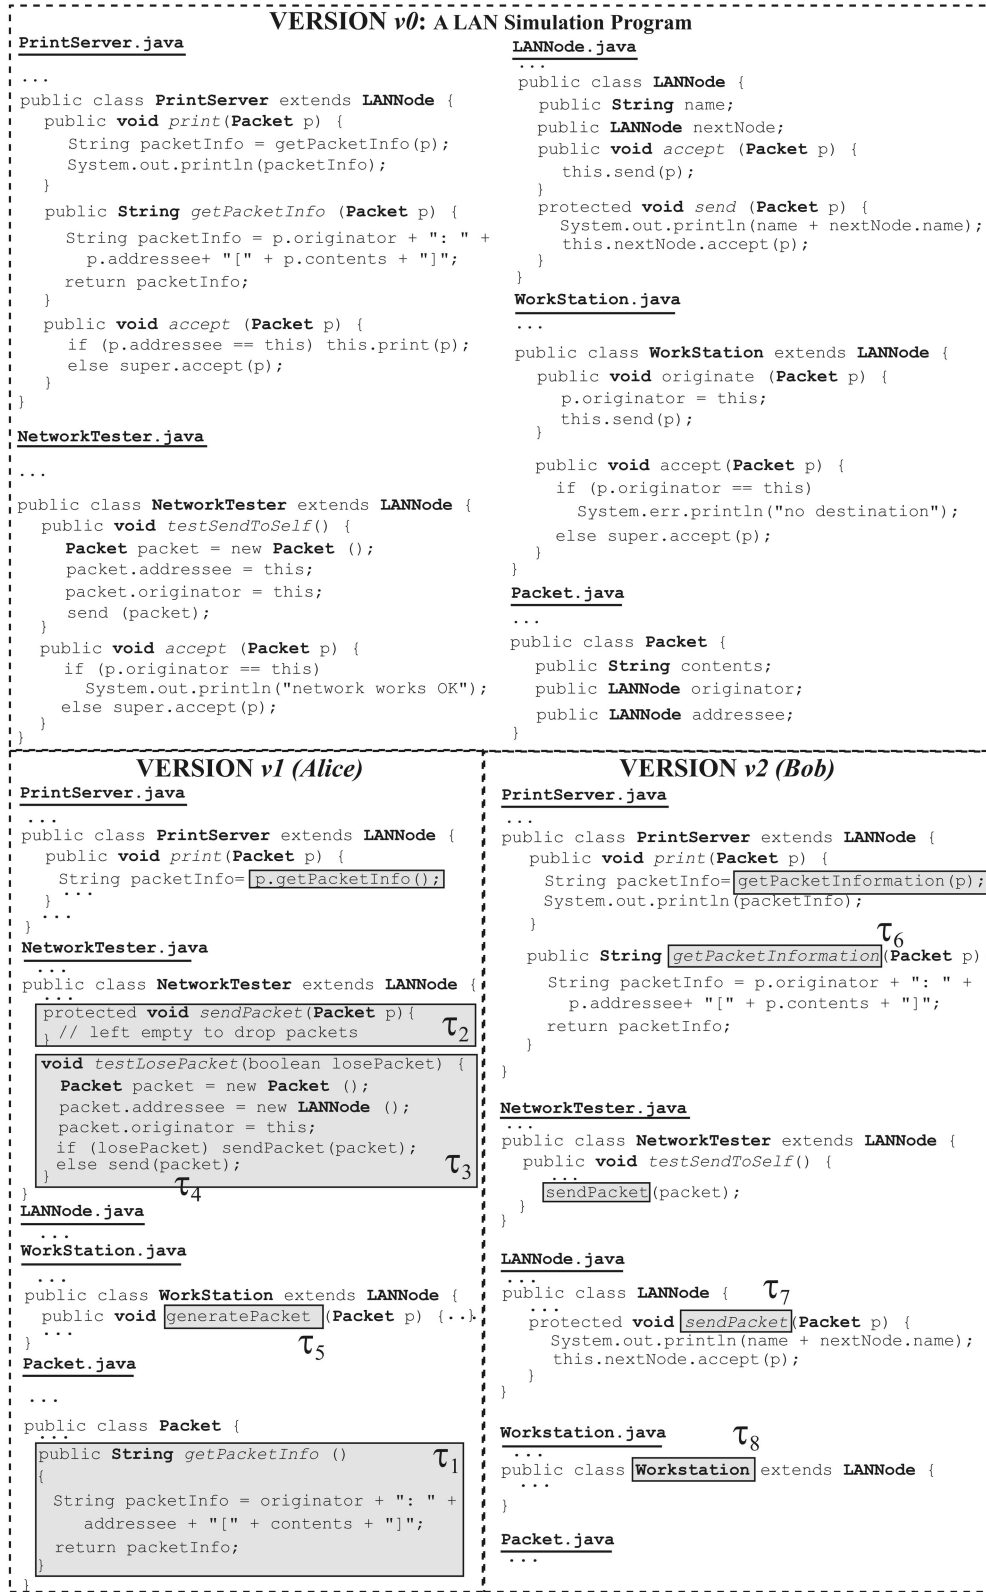 VERSION v0: A LAN Simulation Program
PrintServer.java
...
public class PrintServer extends LANNode {
public void print(Packet p) {
String packetInfo = getPacketInfo(p);
System.out.println(packetInfo);
}
public String getPacketInfo (Packet p) {
String packetInfo = p.originator + ": " +
p.addressee+ "[" + p.contents + "]";
return packetInfo;
}
public void accept (Packet p) {
if (p.addressee == this) this.print(p);
else super.accept(p);
}
}
NetworkTester.java
...
public class NetworkTester extends LANNode {
public void testSendToSelf() {
Packet packet = new Packet ();
packet.addressee = this;
packet.originator = this;
send (packet);
}
public void accept (Packet p) {
if (p.originator == this)
System.out.println("network works OK");
else super.accept(p);
}
}
LANNode.java
...
public class LANNode {
public String name;
public LANNode nextNode;
public void accept (Packet p) {
this.send(p);
}
protected void send (Packet p) {
System.out.println(name + nextNode.name);
this.nextNode.accept(p);
}
}
WorkStation.java
...
public class WorkStation extends LANNode {
public void originate (Packet p) {
p.originator = this;
this.send(p);
}
public void accept(Packet p) {
if (p.originator == this)
System.err.println("no destination");
else super.accept(p);
}
}
Packet.java
...
public class Packet {
public String contents;
public LANNode originator;
public LANNode addressee;
}
VERSION v1 (Alice)
PrintServer.java
...
public class PrintServer extends LANNode {
public void print(Packet p) {
String packetInfo= p.getPacketInfo();
...
}
...
}
NetworkTester.java
...
public class NetworkTester extends LANNode {
...
protected void sendPacket(Packet p){
} // left empty to drop packets τ2
void testLosePacket(boolean losePacket) {
Packet packet = new Packet ();
packet.addressee = new LANNode ();
packet.originator = this;
if (losePacket) sendPacket(packet);
else send(packet); τ3
}
τ4
}
LANNode.java
...
WorkStation.java
...
public class WorkStation extends LANNode {
public void generatePacket (Packet p) {..}
...
τ5
}
Packet.java
...
public class Packet {
...
public String getPacketInfo () τ1
{
String packetInfo = originator + ": " +
addressee + "[" + contents + "]";
return packetInfo;
}
}
VERSION v2 (Bob)
PrintServer.java
...
public class PrintServer extends LANNode {
public void print(Packet p) {
String packetInfo= getPacketInformation(p);
System.out.println(packetInfo);
}
τ6
public String getPacketInformation(Packet p)
String packetInfo = p.originator + ": " +
p.addressee+ "[" + p.contents + "]";
return packetInfo;
}
}
NetworkTester.java
...
public class NetworkTester extends LANNode {
public void testSendToSelf() {
...
sendPacket(packet);
}
}
LANNode.java
...
public class LANNode { τ7
...
protected void sendPacket(Packet p) {
System.out.println(name + nextNode.name);
this.nextNode.accept(p);
}
}
Workstation.java τ8
...
public class Workstation extends LANNode {
...
}
Packet.java
...